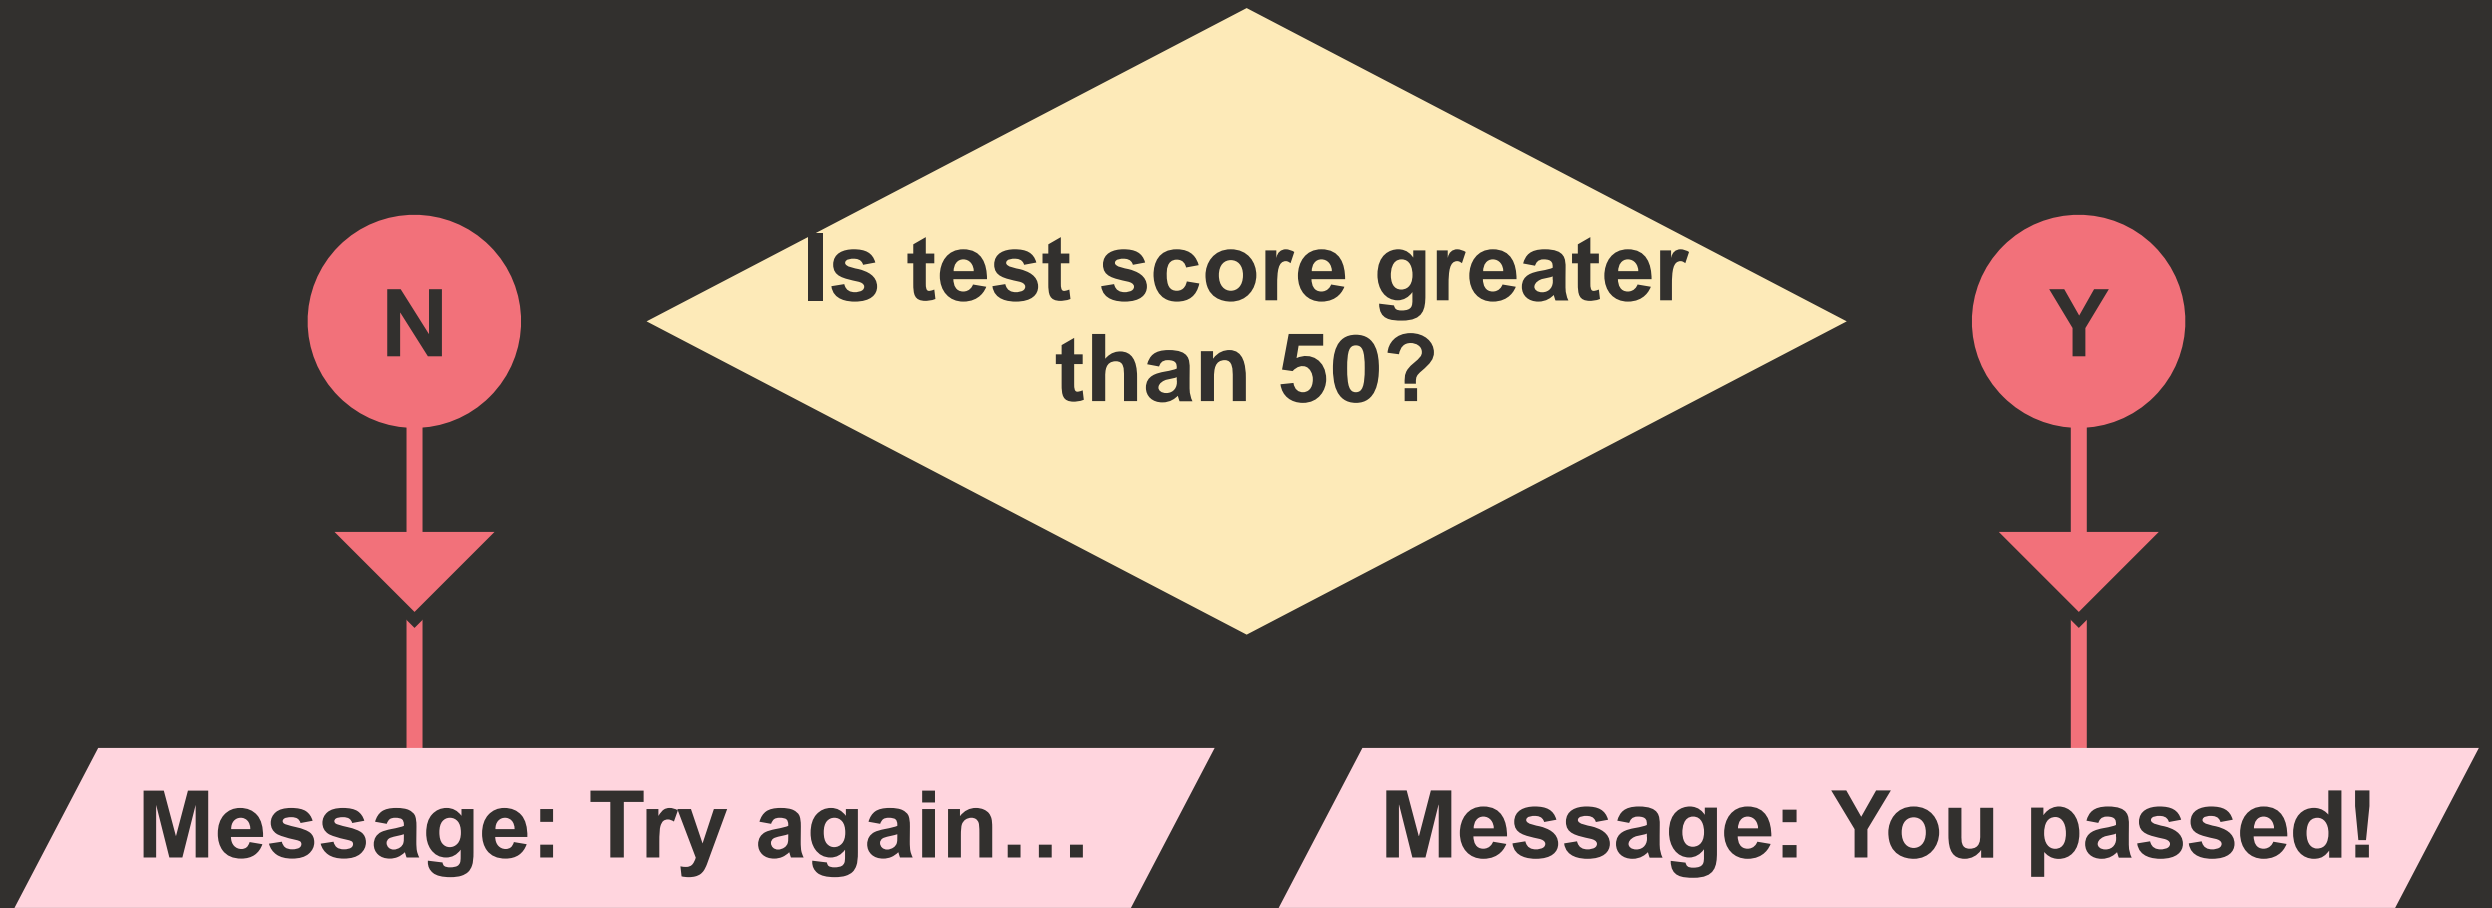 Is test score greater
than 50?
N
Y
Message: Try again...
Message: You passed!